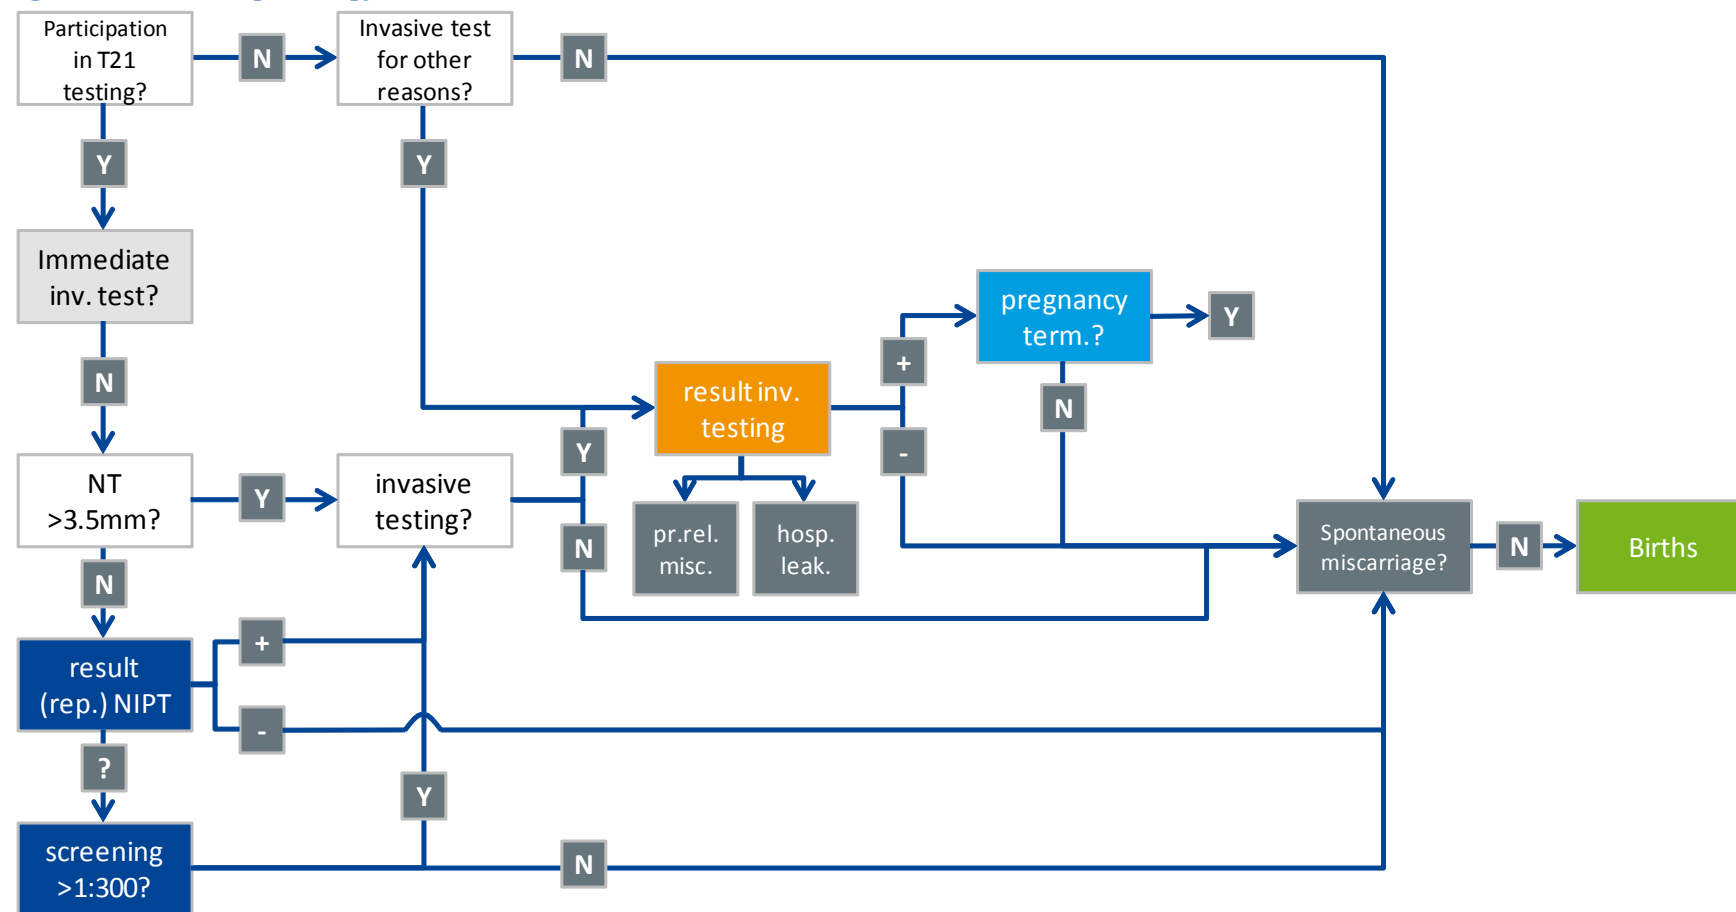 Participation
in T21
testing?
N
Invasive test
for other
reasons?
N
Y
Y
Immediate
inv. test?
N
pregnancy
term.?
Y
+
N
result inv.
testing
-
Y
NT
>3.5mm?
Y
invasive
testing?
N
pr.rel.
misc.
hosp.
leak.
Spontaneous
miscarriage?
N
Births
N
result
(rep.) NIPT
+
-
?
Y
screening
>1:300?
N